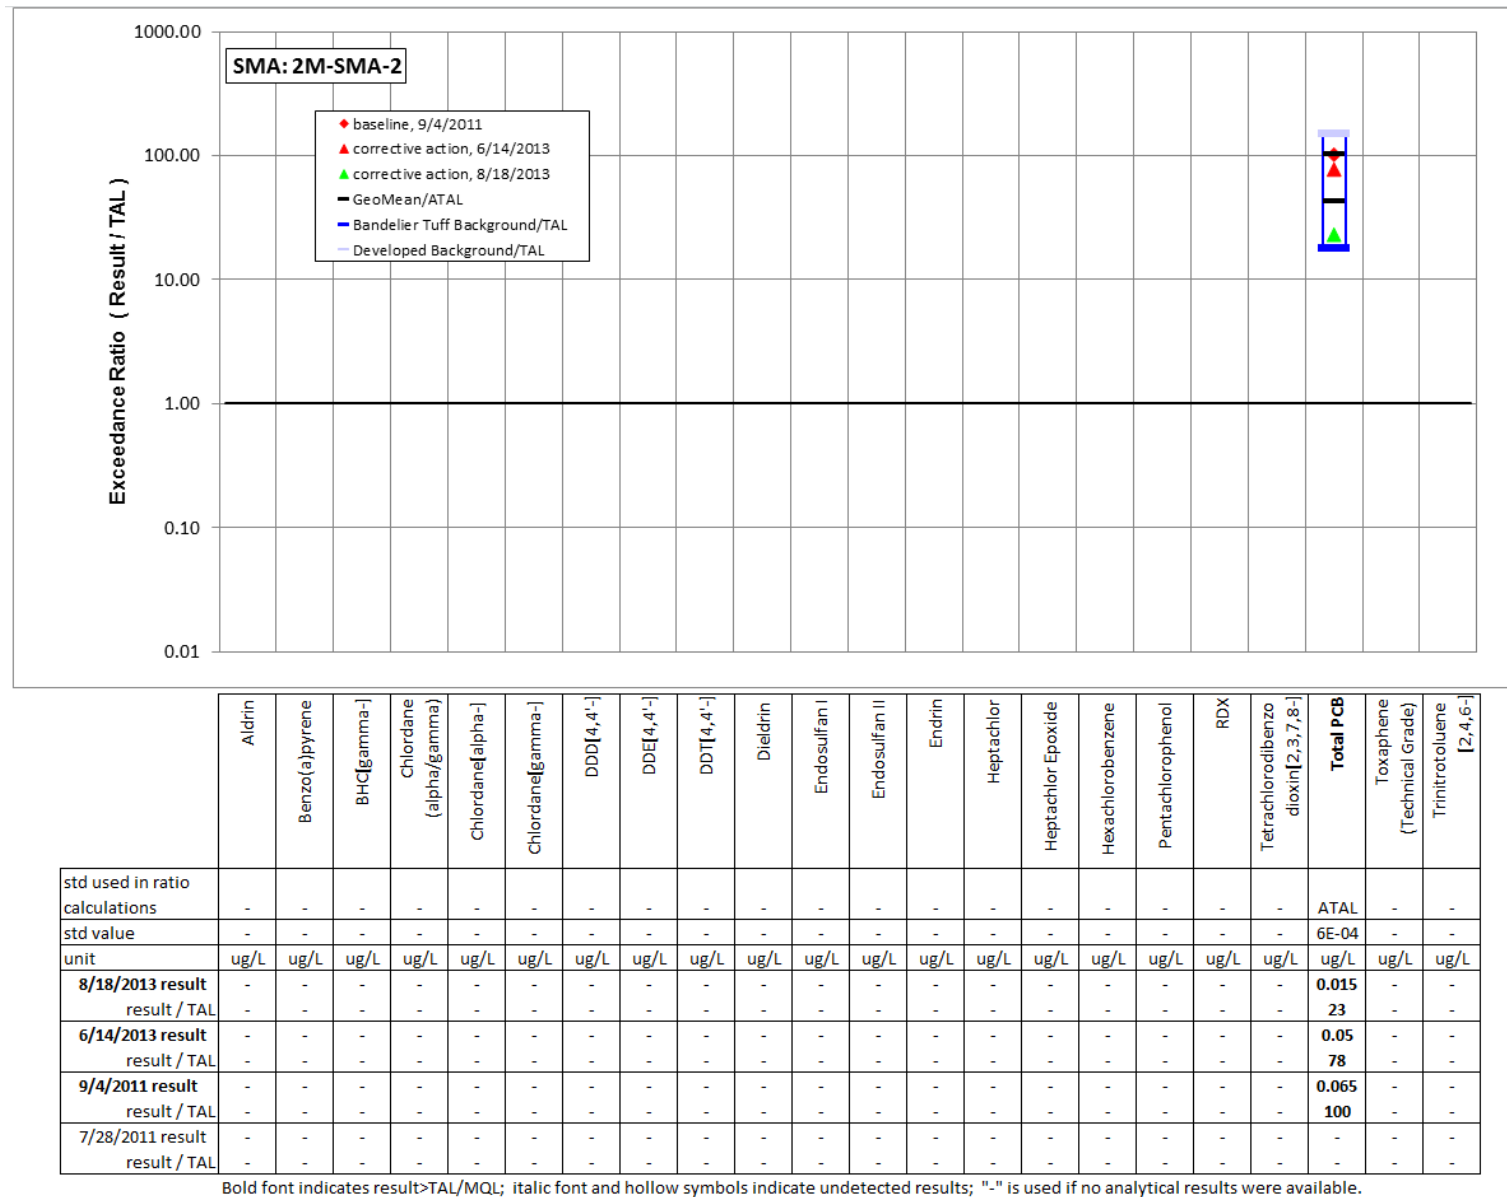 1000.00
100.00
10.00
1.00
0.10
0.01
Exceedance Ratio ( Result / TAL )
SMA: 2M-SMA-2
baseline, 9/4/2011
corrective action, 6/14/2013
corrective action, 8/18/2013
GeoMean/ATAL
Bandelier Tuff Background/TAL
Developed Background/TAL
Aldrin
Benzo(a)pyrene
BHC[gamma-]
Chlordane
(alpha/gamma)
Chlordane[alpha-]
Chlordane[gamma-]
DDD[4,4'-]
DDE[4,4'-]
DDT[4,4'-]
Dieldrin
Endosulfan I
Endosulfan II
Endrin
Heptachlor
Heptachlor Epoxide
Hexachlorobenzene
Pentachlorophenol
RDX
Tetrachlorodibenzo
dioxin[2,3,7,8-]
Total PCB
Toxaphene
(Technical Grade)
Trinitrotoluene
[2,4,6-]
std used in ratio
calculations - - - - - - - - - - - - - - - - - - - ATAL - -
std value - - - - - - - - - - - - - - - - - - - 6E-04 - -
unit ug/L ug/L ug/L ug/L ug/L ug/L ug/L ug/L ug/L ug/L ug/L ug/L ug/L ug/L ug/L ug/L ug/L ug/L ug/L ug/L ug/L ug/L
8/18/2013 result - - - - - - - - - - - - - - - - - - - 0.015 - -
result / TAL - - - - - - - - - - - - - - - - - - - 23 - -
6/14/2013 result - - - - - - - - - - - - - - - - - - - 0.05 - -
result / TAL - - - - - - - - - - - - - - - - - - - 78 - -
9/4/2011 result - - - - - - - - - - - - - - - - - - - 0.065 - -
result / TAL - - - - - - - - - - - - - - - - - - - 100 - -
7/28/2011 result - - - - - - - - - - - - - - - - - - - - - -
result / TAL - - - - - - - - - - - - - - - - - - - - - -
Bold font indicates result>TAL/MQL; italic font and hollow symbols indicate undetected results; "-" is used if no analytical results were available.